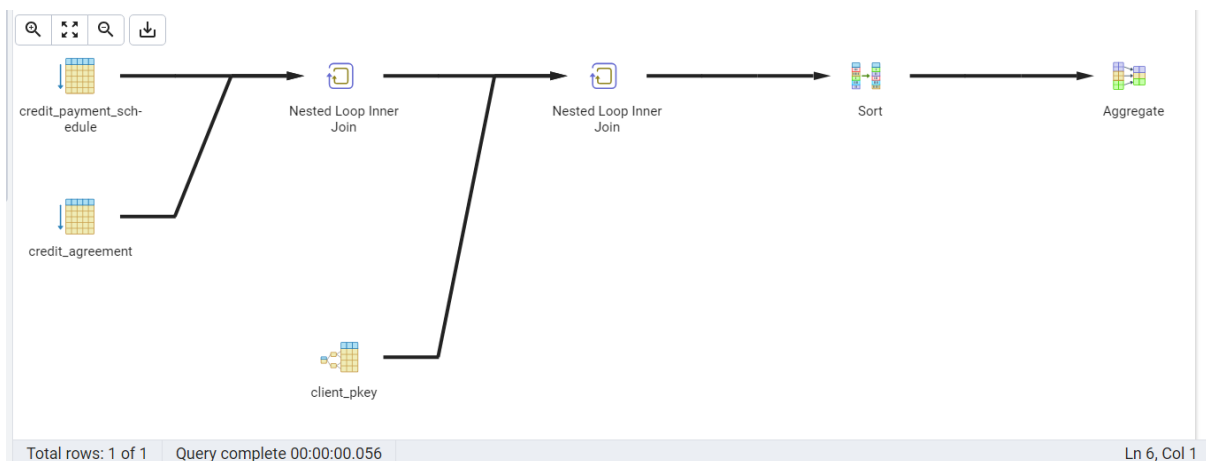 credit_payment_sch-
edule
Nested Loop Inner
Join
Nested Loop Inner
Join
Sort
Aggregate
credit_agreement
client_pkey
Total rows: 1 of 1
Query complete 00:00:00.056
Ln 6, Col 1